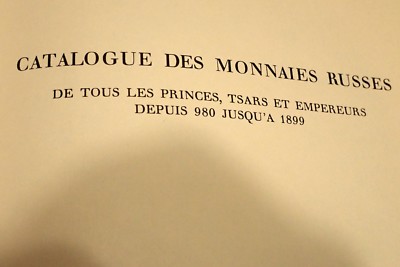 CATALOGUE DES MONNAIES RUSSES
DE TOUS LES PRINCES, TSARS ET EMPEREURS
DEPUIS 980 JUSQU'A 1899